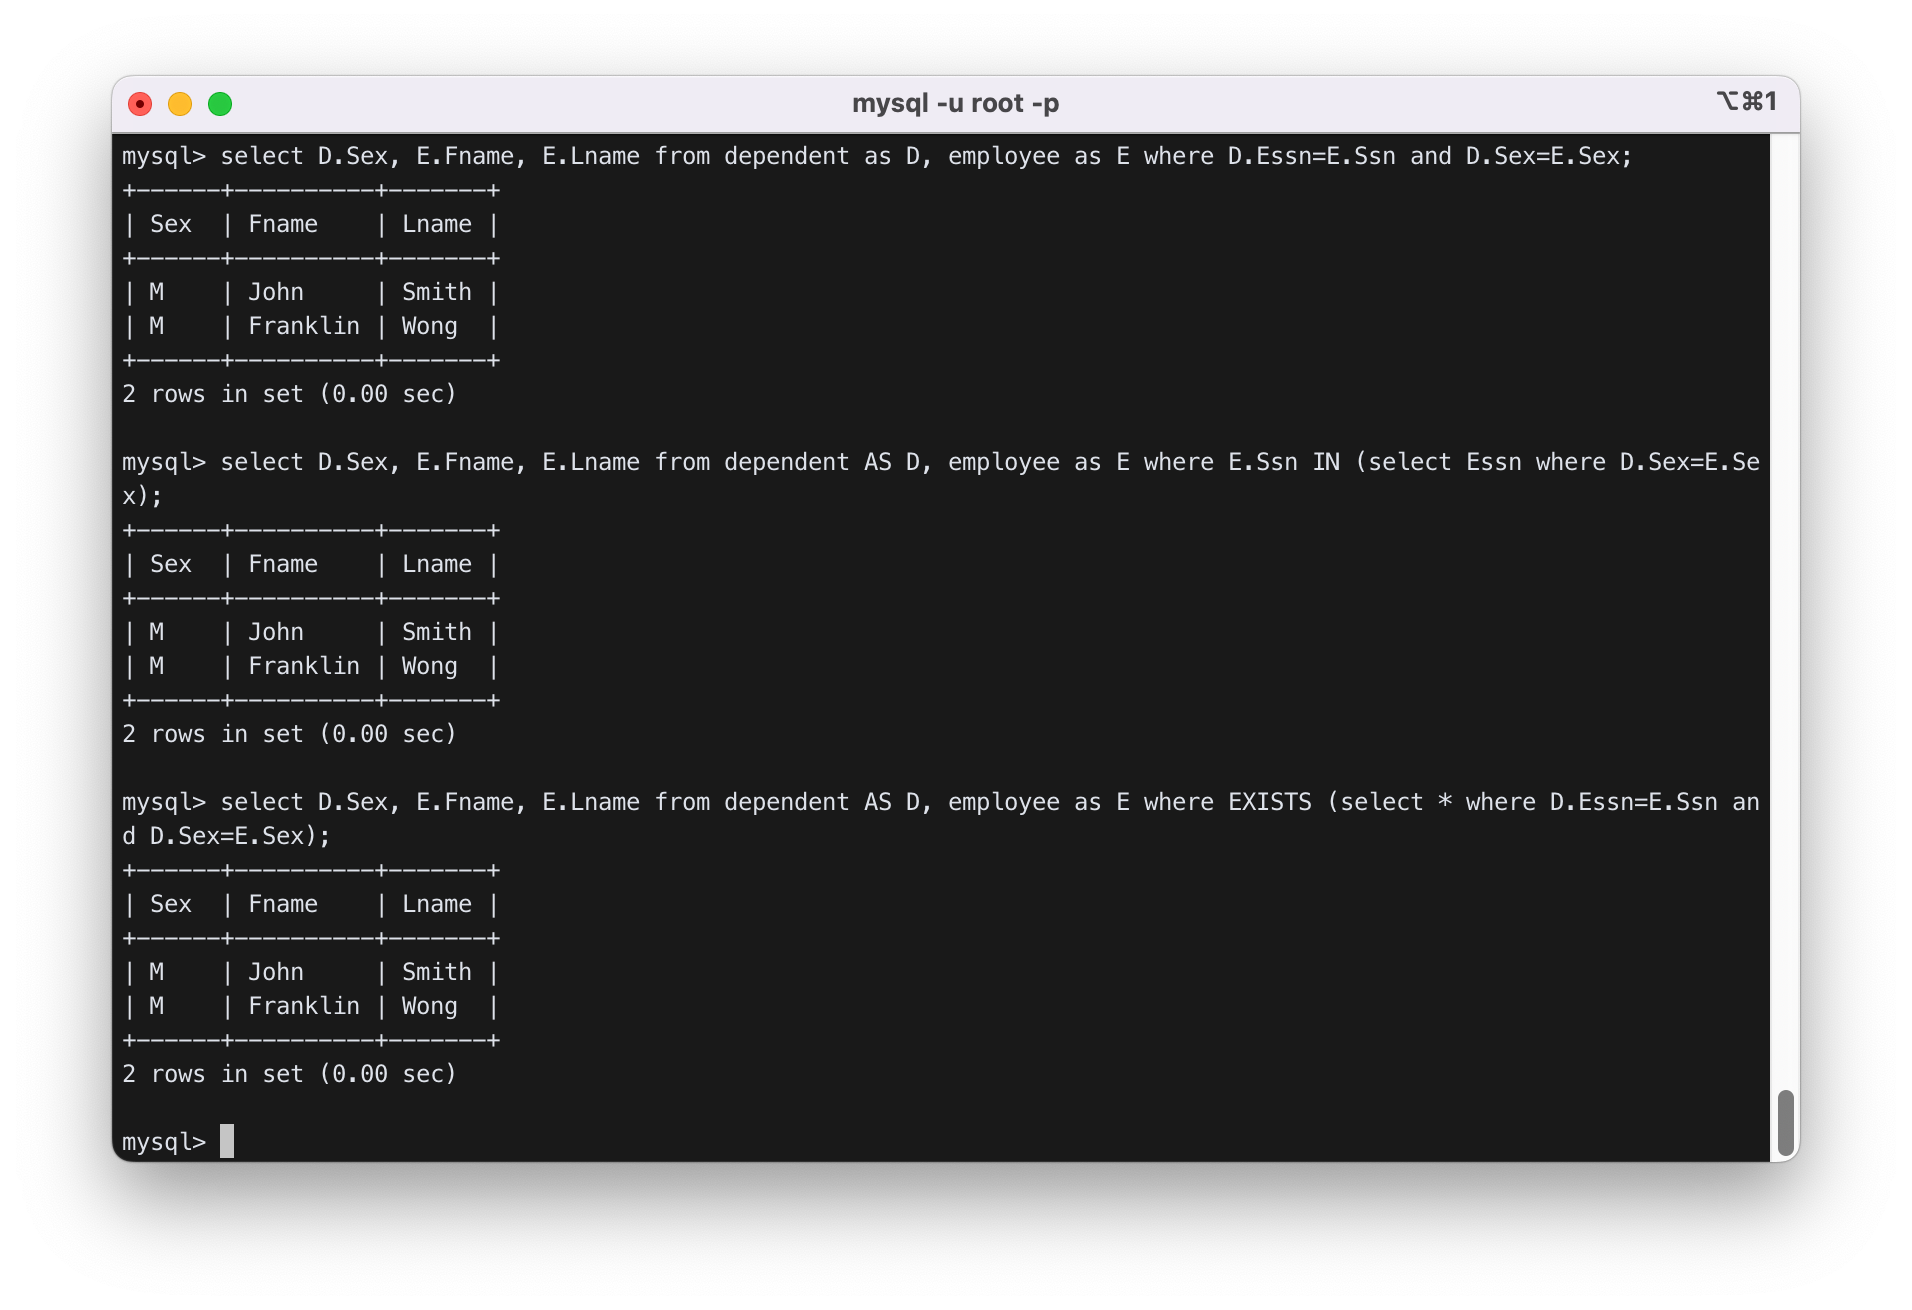 mysql -u root -p
⌥⌘1
mysql> select D.Sex, E.Fname, E.Lname from dependent as D, employee as E where D.Essn=E.Ssn and D.Sex=E.Sex;
+------+----------+-------+
| Sex  | Fname    | Lname |
+------+----------+-------+
| M    | John     | Smith |
| M    | Franklin | Wong  |
+------+----------+-------+
2 rows in set (0.00 sec)
mysql> select D.Sex, E.Fname, E.Lname from dependent AS D, employee as E where E.Ssn IN (select Essn where D.Sex=E.Se
x);
+------+----------+-------+
| Sex  | Fname    | Lname |
+------+----------+-------+
| M    | John     | Smith |
| M    | Franklin | Wong  |
+------+----------+-------+
2 rows in set (0.00 sec)
mysql> select D.Sex, E.Fname, E.Lname from dependent AS D, employee as E where EXISTS (select * where D.Essn=E.Ssn an
d D.Sex=E.Sex);
+------+----------+-------+
| Sex  | Fname    | Lname |
+------+----------+-------+
| M    | John     | Smith |
| M    | Franklin | Wong  |
+------+----------+-------+
2 rows in set (0.00 sec)
mysql>